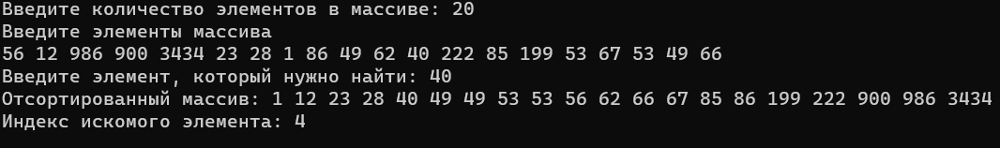 Введите количество элементов в массиве: 20
Введите элементы массива
56 12 986 900 3434 23 28 1 86 49 62 40 222 85 199 53 67 53 49 66
Введите элемент, который нужно найти: 40
Отсортированный массив: 1 12 23 28 40 49 49 53 53 56 62 66 67 85 86 199 222 900 986 3434
Индекс искомого элемента: 4